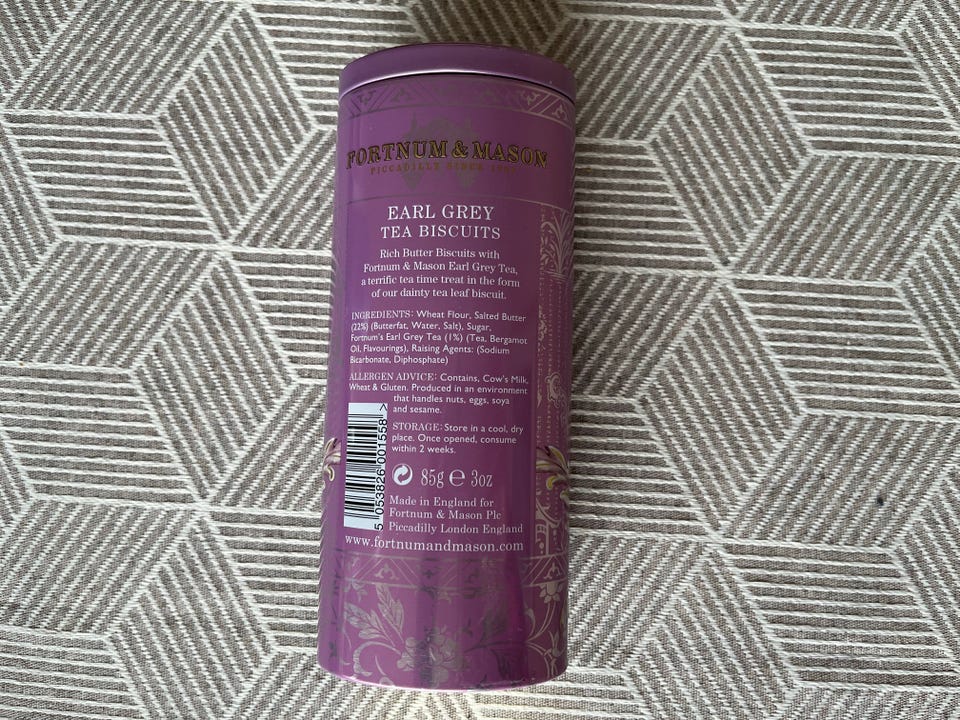 FORTNUM & MASON
PICCADILLY SINCE
EARL GREY
TEA BISCUITS
Rich Butter Biscuits with
Fortnum & Mason Earl Grey Tea,
a terrific tea time treat in the form
of our dainty tea leaf biscuit.
INGREDIENTS: Wheat Flour, Salted Butter
(22%) (Butterfat, Water, Salt), Sugar,
Fortnum's Earl Grey Tea (1%) (Tea, Bergamot
Oil, Flavourings), Raising Agents: (Sodium
Bicarbonate, Diphosphate)
ALLERGEN ADVICE: Contains, Cow's Milk,
Wheat & Gluten. Produced in an environment
that handles nuts, eggs, soya
and sesame.
STORAGE: Store in a cool, dry
place. Once opened, consume
within 2 weeks.
85g e 3oz
Made in England for
Fortnum & Mason Plc
Piccadilly London England
www.fortnumandmason.com
5 053826 001558 >